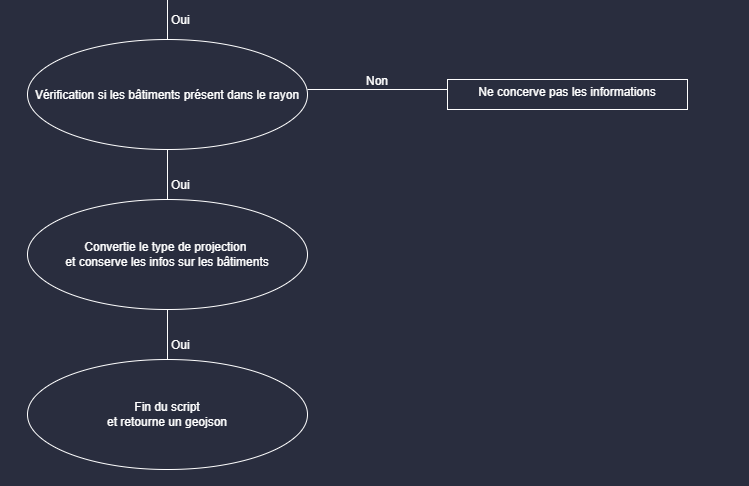 Oui
Vérification si les bâtiments présent dans le rayon
Non
Ne concerve pas les informations
Oui
Convertie le type de projection
et conserve les infos sur les bâtiments
Oui
Fin du script
et retourne un geojson